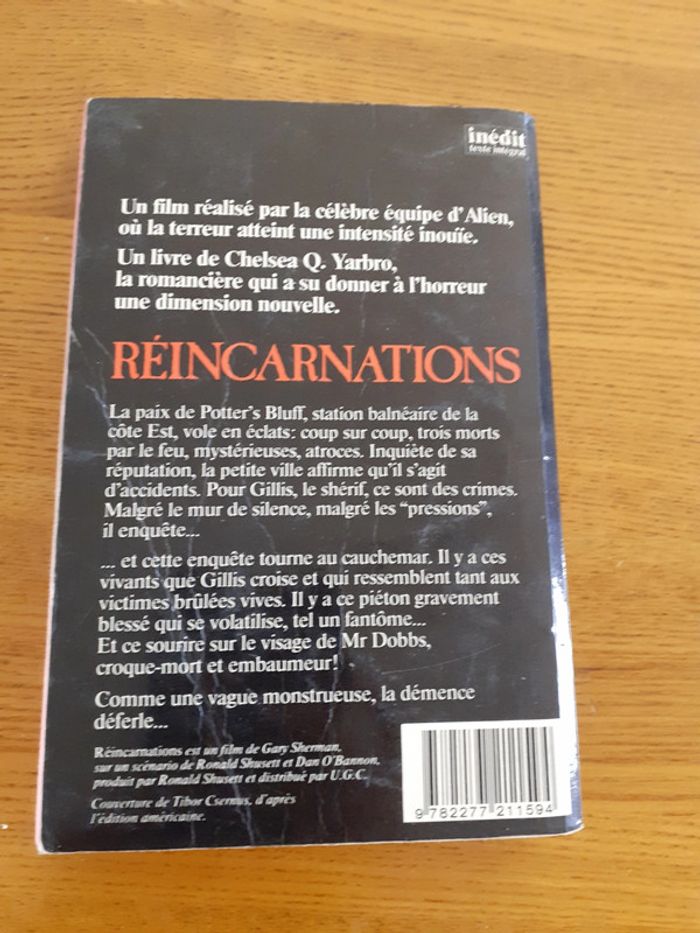 inédit
texte intégral
Un film réalisé par la célèbre équipe d'Alien,
où la terreur atteint une intensité inouïe.
Un livre de Chelsea Q. Yarbro,
la romancière qui a su donner à l'horreur
une dimension nouvelle.
RÉINCARNATIONS
La paix de Potter's Bluff, station balnéaire de la
côte Est, vole en éclats: coup sur coup, trois morts
par le feu, mystérieuses, atroces. Inquiète de sa
réputation, la petite ville affirme qu'il s'agit
d'accidents. Pour Gillis, le shérif, ce sont des crimes.
Malgré le mur de silence, malgré les "pressions",
il enquête...
... et cette enquête tourne au cauchemar. Il y a ces
vivants que Gillis croise et qui ressemblent tant aux
victimes brûlées vives. Il y a ce piéton gravement
blessé qui se volatilise, tel un fantôme...
Et ce sourire sur le visage de Mr Dobbs,
croque-mort et embaumeur!
Comme une vague monstrueuse, la démence
déferle...
Réincarnations est un film de Gary Sherman,
sur un scénario de Ronald Shusett et Dan O'Bannon,
produit par Ronald Shusett et distribué par U.G.C.
Couverture de Tibor Csernus, d'après
l'édition américaine.
9 782277 211594